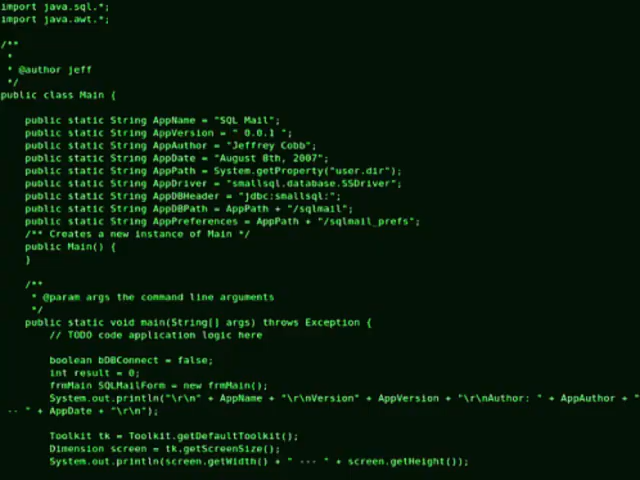 import java.sql.*;
import java.awt.*;
/**
*
* @author jeff
*/
public class Main {
public static String AppName = "SQL Mail";
public static String AppVersion = " 0.0.1 ";
public static String AppAuthor = "Jeffrey Cobb";
public static String AppDate = "August 8th, 2007";
public static String AppPath = System.getProperty("user.dir");
public static String AppDriver = "smallsql.database.SSDriver";
public static String AppDBHeader = "jdbc:smallsql:";
public static String AppDBPath = AppPath + "/sqlmail";
public static String AppPreferences = AppPath + "/sqlmail_prefs";
/** Creates a new instance of Main */
public Main() {
}
/**
* @param args the command line arguments
*/
public static void main(String[] args) throws Exception {
// TODO code application logic here
boolean bDBConnect = false;
int result = 0;
frmMain SQLMailForm = new frmMain();
System.out.println("\r\n" + AppName + "\r\nVersion" + AppVersion + "\r\nAuthor: " + AppAuthor + "
-- " + AppDate + "\r\n");
Toolkit tk = Toolkit.getDefaultToolkit();
Dimension screen = tk.getScreenSize();
System.out.println(screen.getWidth() + " --- " + screen.getHeight());